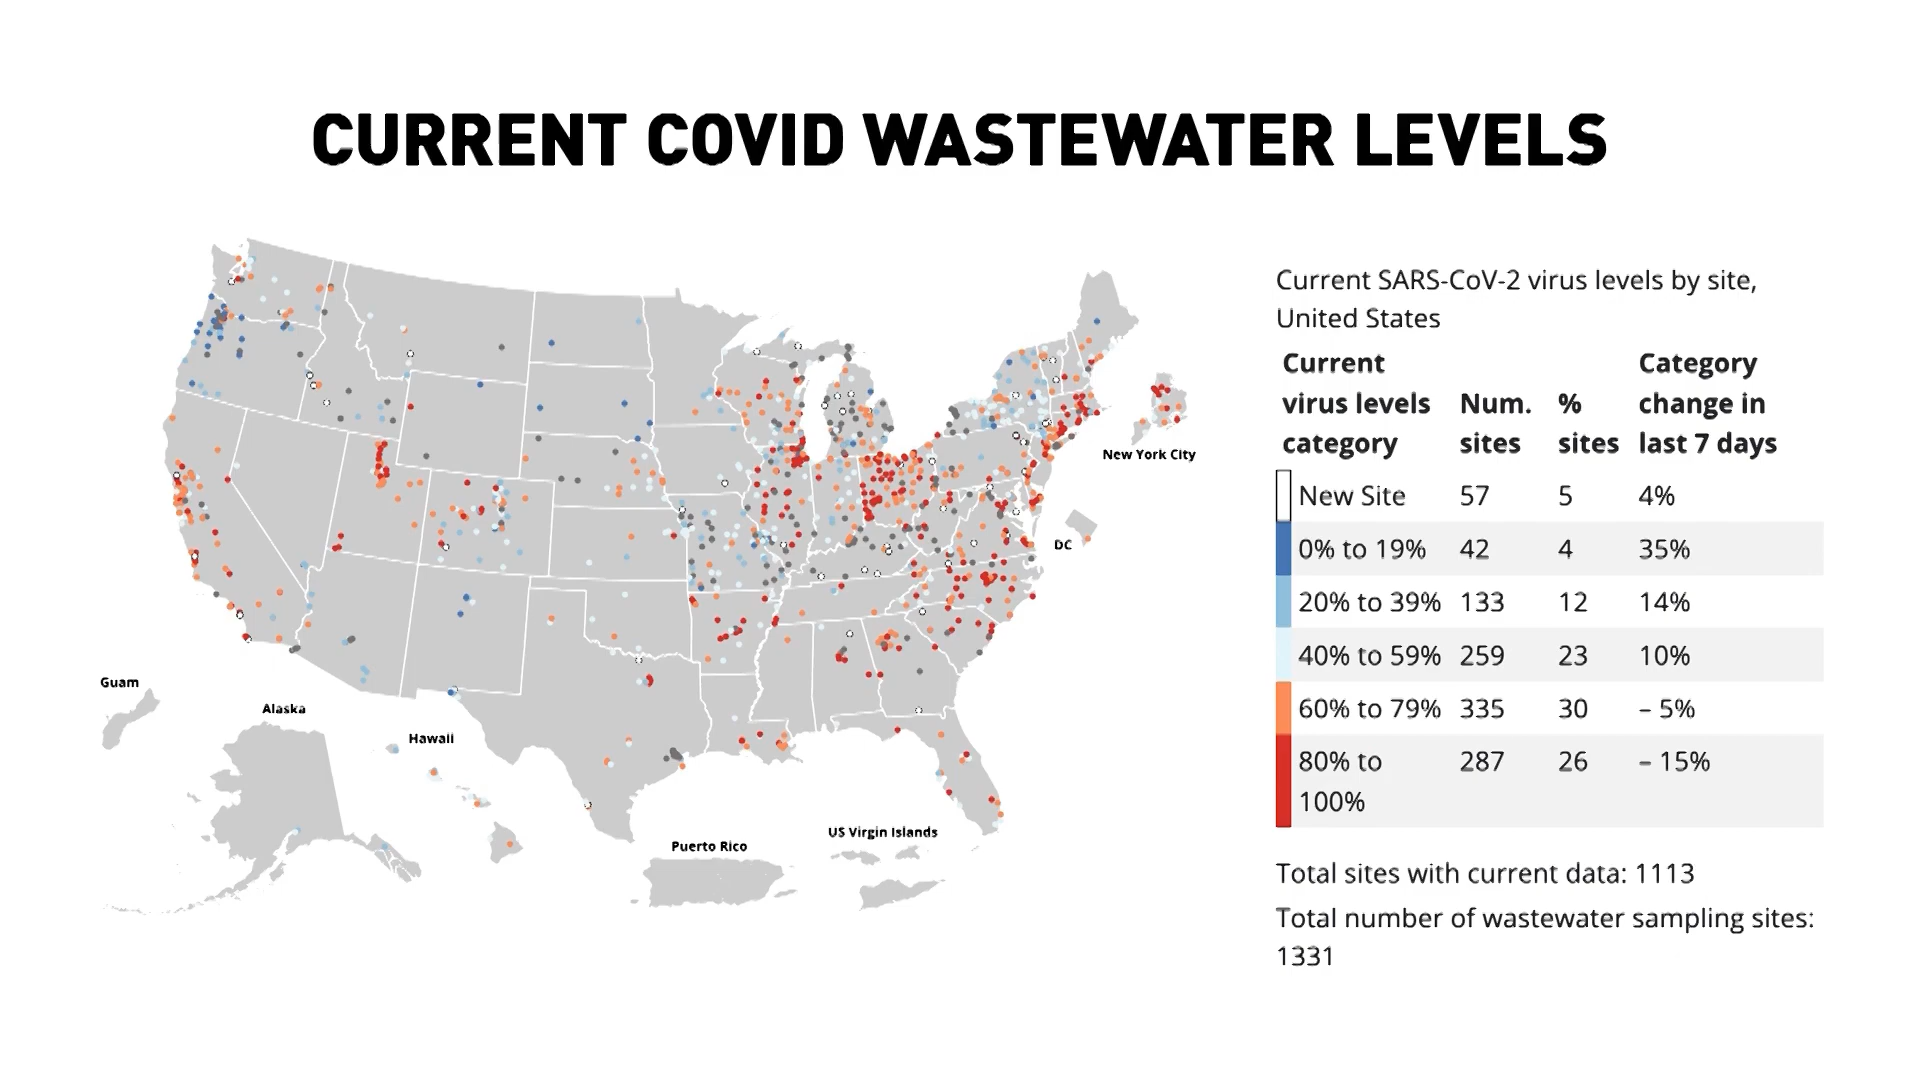 CURRENT COVID WASTEWATER LEVELS
Current SARS-CoV-2 virus levels by site,
United States
Current virus levels category | Num. sites | % sites | Category change in last 7 days
New Site 57 5 4%
0% to 19% 42 4 35%
20% to 39% 133 12 14%
40% to 59% 259 23 10%
60% to 79% 335 30 – 5%
80% to 287 26 – 15%
100%
Total sites with current data: 1113
Total number of wastewater sampling sites:
1331
New York City
DC
Guam
Alaska
Hawaii
Puerto Rico
US Virgin Islands